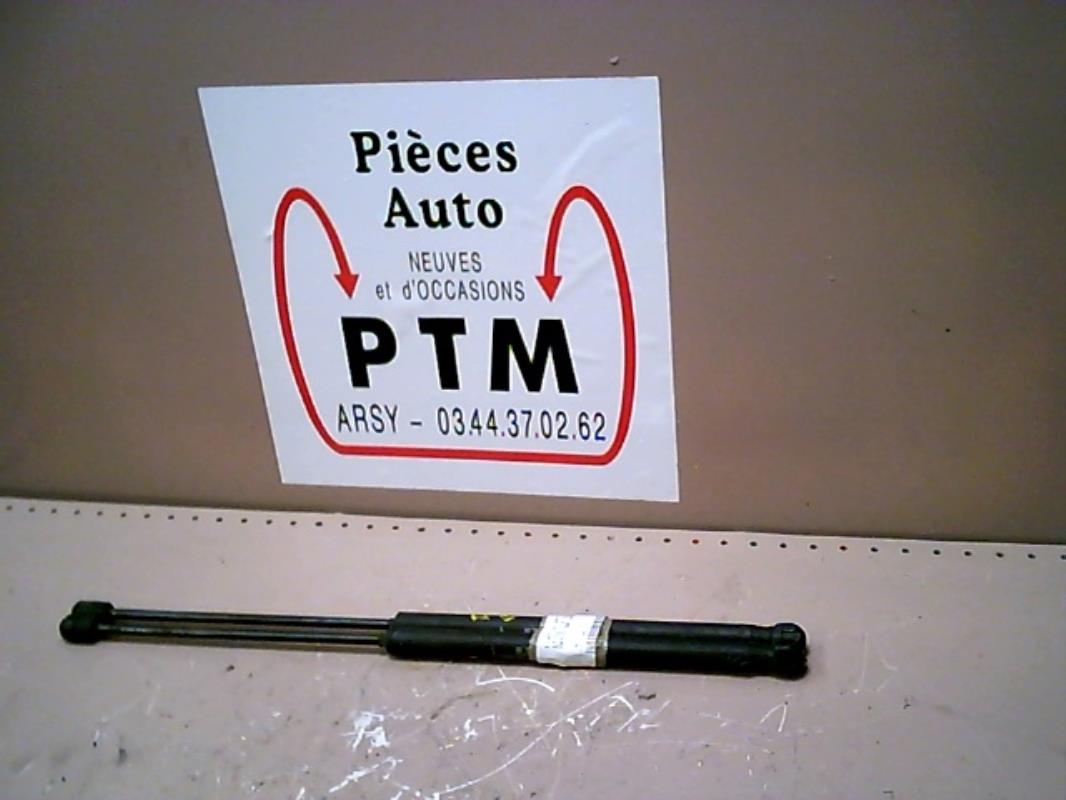 Pièces
Auto
NEUVES
et d'OCCASIONS
PTM
ARSY - 03.44.37.02.62